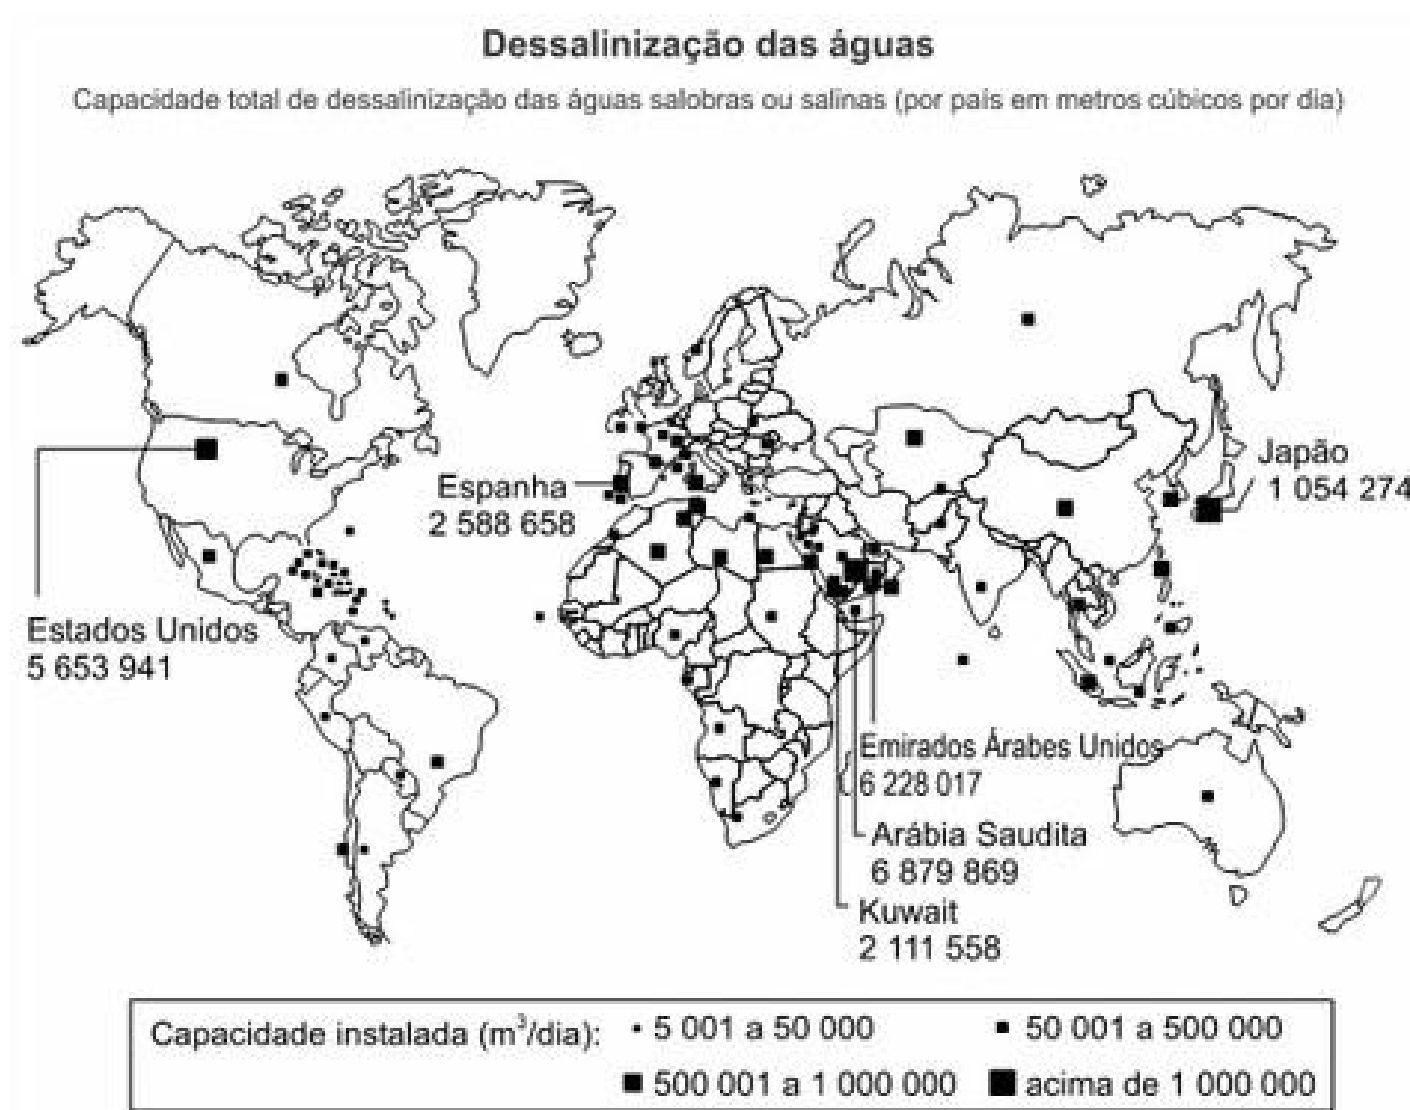 Dessalinização das águas
Capacidade total de dessalinização das águas salobras ou salinas (por país em metros cúbicos por dia)
Japão
1 054 274
Espanha
2 588 658
Estados Unidos
5 653 941
Emirados Árabes Unidos
6 228 017
Arábia Saudita
6 879 869
Kuwait
2 111 558
Capacidade instalada (m³/dia): 5 001 a 50 000 50 001 a 500 000
500 001 a 1 000 000 acima de 1 000 000